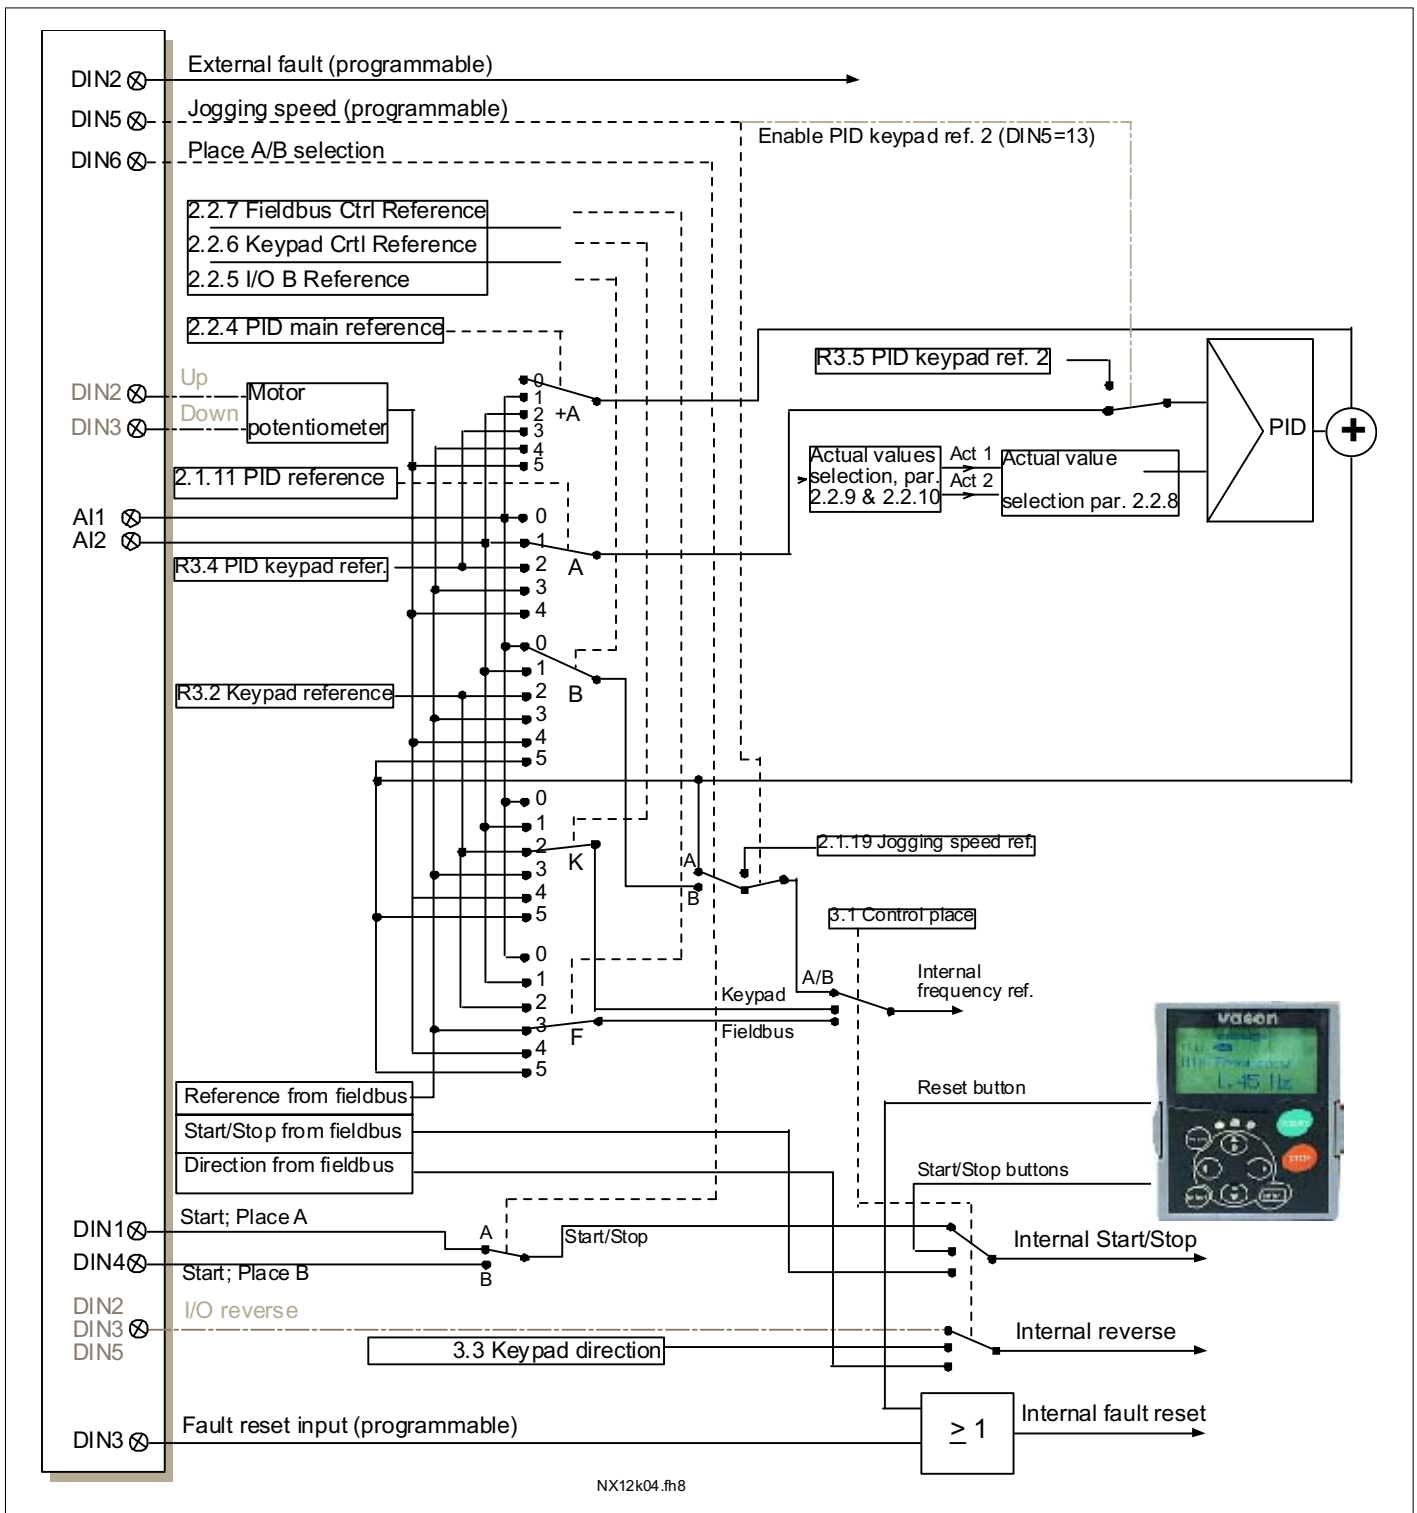 DIN2 External fault (programmable)
DIN5 Jogging speed (programmable)
Enable PID keypad ref. 2 (DIN5=13)
DIN6 Place A/B selection
2.2.7 Fieldbus Ctrl Reference
2.2.6 Keypad Crtl Reference
2.2.5 I/O B Reference
2.2.4 PID main reference
R3.5 PID keypad ref. 2
DIN2 Up
DIN3 Down
Motor
potentiometer
0
1
2
3
4
5
+A
PID
+
Actual values
selection, par.
2.2.9 & 2.2.10
Act 1
Act 2
Actual value
selection par. 2.2.8
2.1.11 PID reference
AI1
AI2
R3.4 PID keypad refer.
0
1
2
3
4
A
R3.2 Keypad reference
0
1
2
3
4
5
B
0
1
2
3
4
5
K
A
B
2.1.19 Jogging speed ref.
3.1 Control place
0
1
2
3
4
5
F
A/B
Keypad
Fieldbus
Internal
frequency ref.
Reference from fieldbus
Start/Stop from fieldbus
Direction from fieldbus
Reset button
Start/Stop buttons
vacon
1.45 Hz
STOP
DIN1 Start; Place A
DIN4 Start; Place B
A
B
Start/Stop
Internal Start/Stop
DIN2
DIN3
DIN5
I/O reverse
3.3 Keypad direction
Internal reverse
DIN3 Fault reset input (programmable)
≥ 1
Internal fault reset
NX12k04.fh8